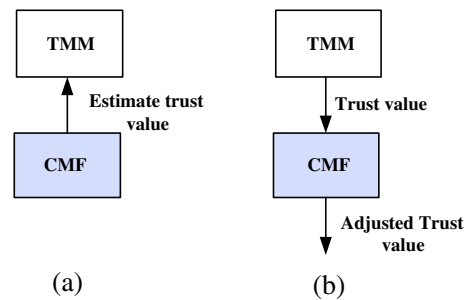 TMM
Estimate trust
value
CMF
(a)
TMM
Trust value
CMF
Adjusted Trust
value
(b)